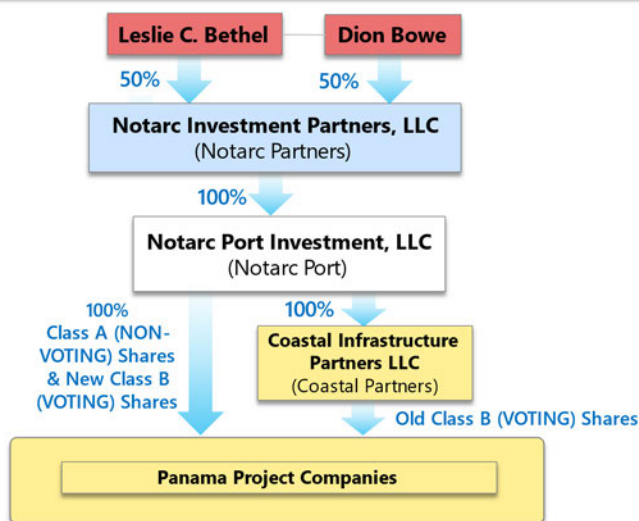 Leslie C. Bethel
Dion Bowe
50%
50%
Notarc Investment Partners, LLC
(Notarc Partners)
100%
Notarc Port Investment, LLC
(Notarc Port)
100%
Class A (NON-
VOTING) Shares
& New Class B
(VOTING) Shares
100%
Coastal Infrastructure
Partners LLC
(Coastal Partners)
Old Class B (VOTING) Shares
Panama Project Companies